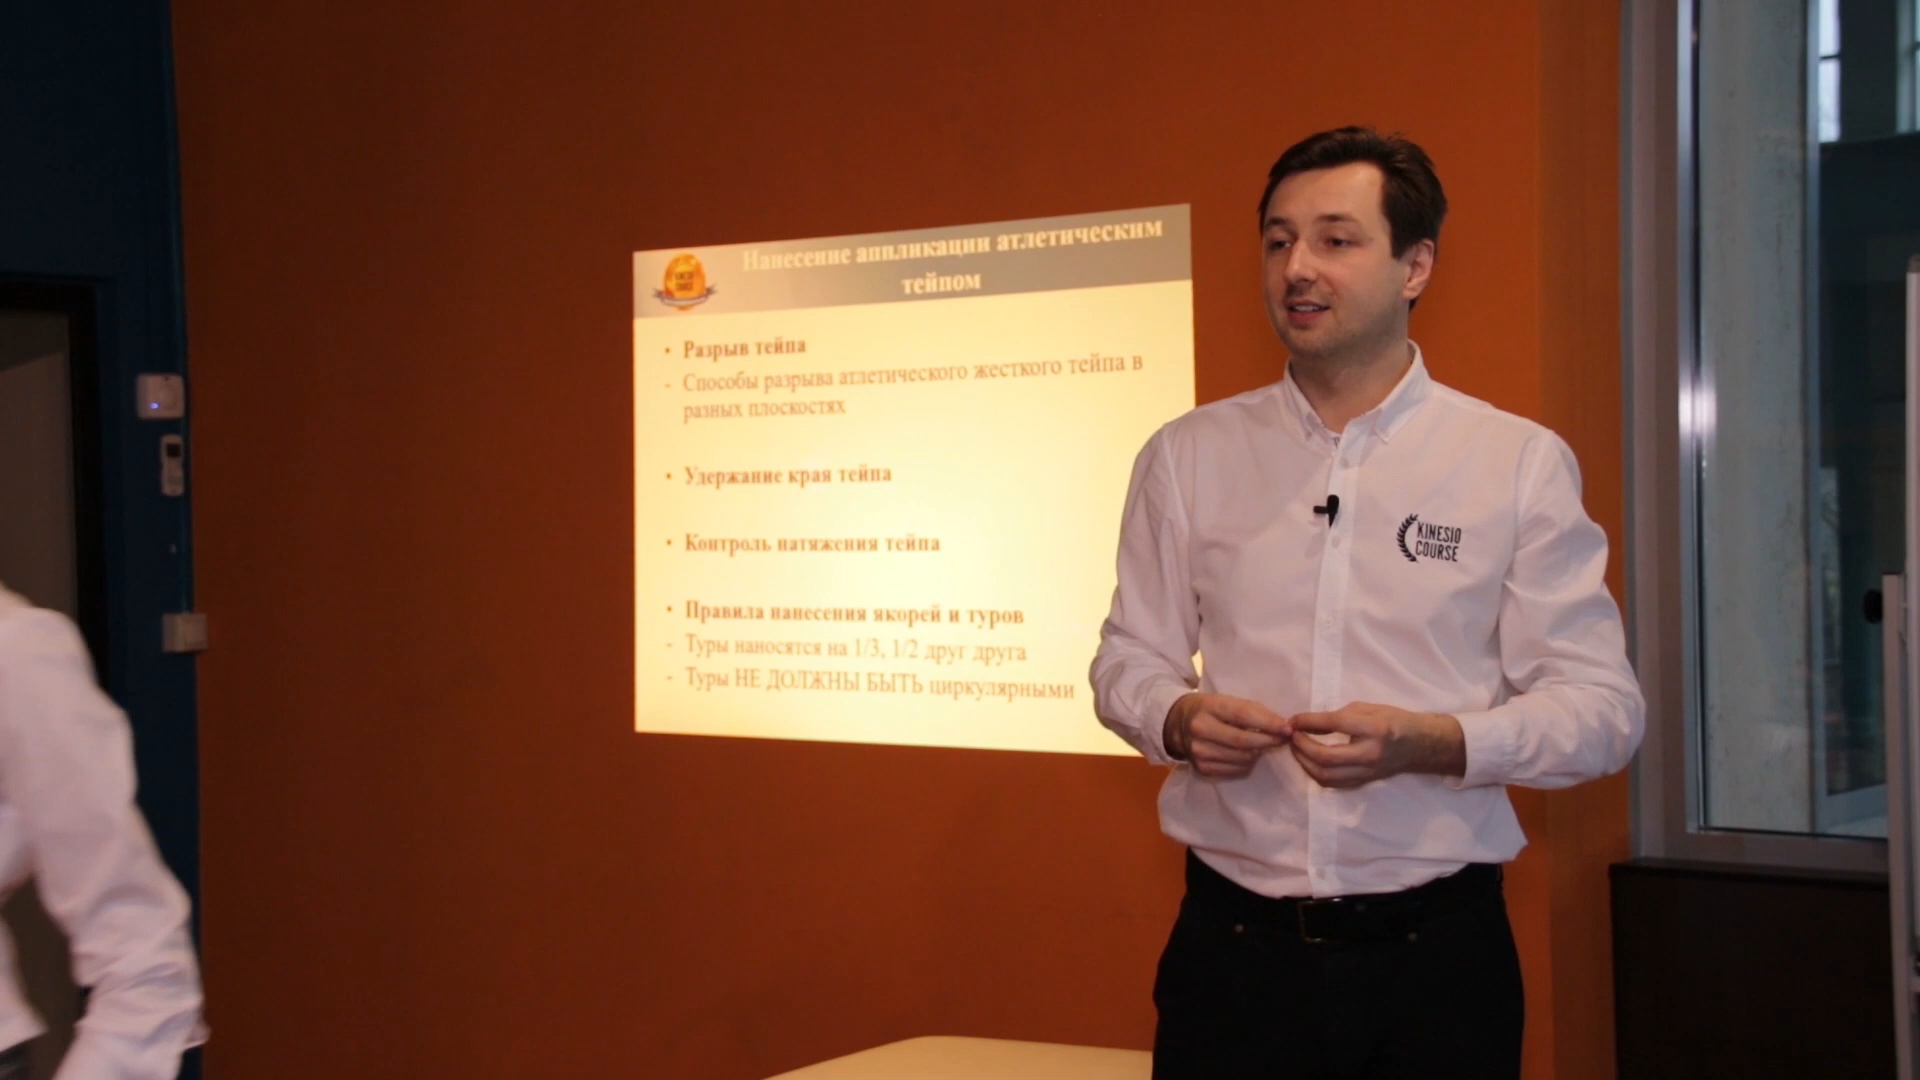 Нанесение аппликации атлетическим
тейпом
• Разрыв тейпа
- Способы разрыва атлетического жесткого тейпа в
разных плоскостях
• Удержание края тейпа
• Контроль натяжения тейпа
• Правила нанесения якорей и туров
- Туры наносятся на 1/3, 1/2 друг друга
- Туры НЕ ДОЛЖНЫ БЫТЬ циркулярными
KINESIO
COURSE